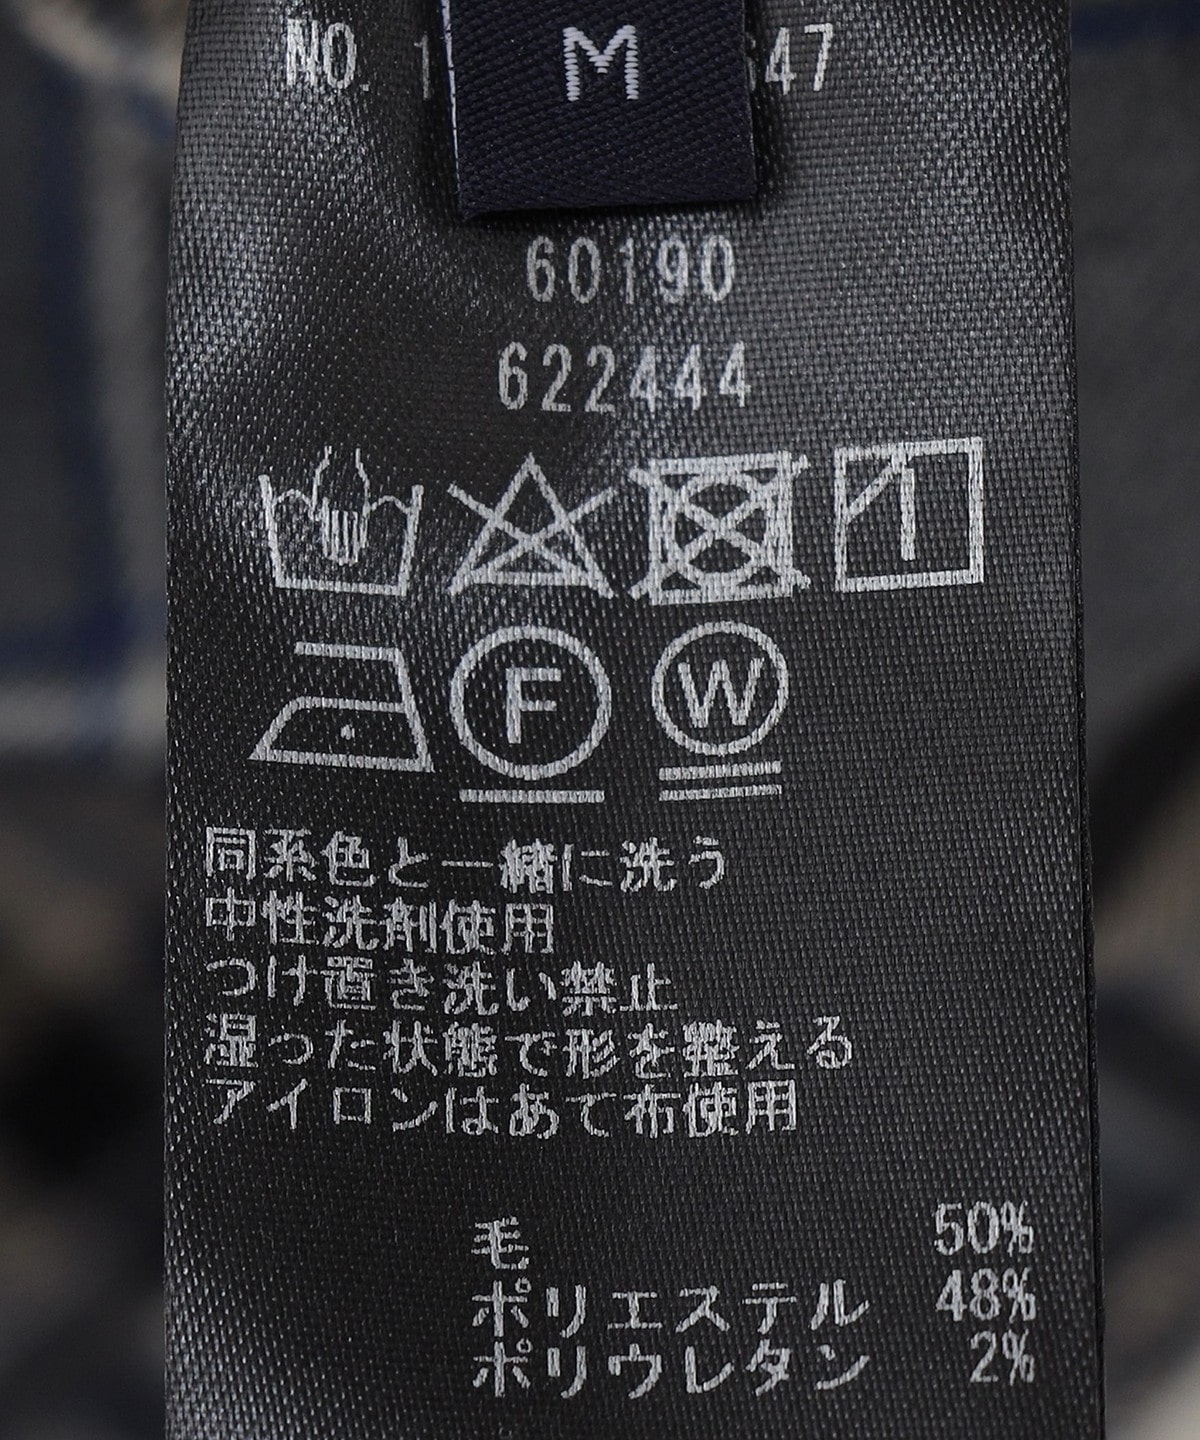 NO. 1 47
M
60190
622444
F W
同系色と一緒に洗う
中性洗剤使用
つけ置き洗い禁止
湿った状態で形を整える
アイロンはあて布使用
毛 50%
ポリエステル 48%
ポリウレタン 2%